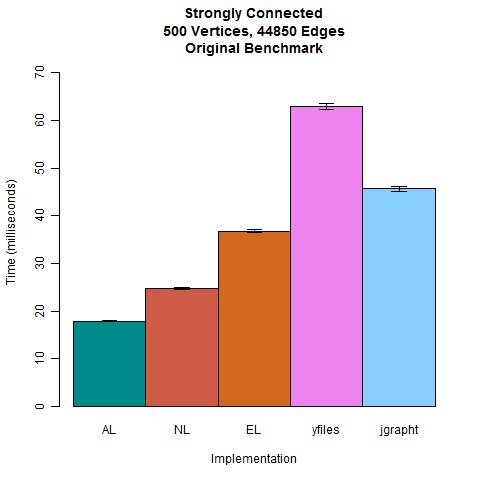 Strongly Connected
500 Vertices, 44850 Edges
Original Benchmark
Time (milliseconds)
70
60
50
40
30
20
10
0
AL NL EL yfiles jgrapht
Implementation